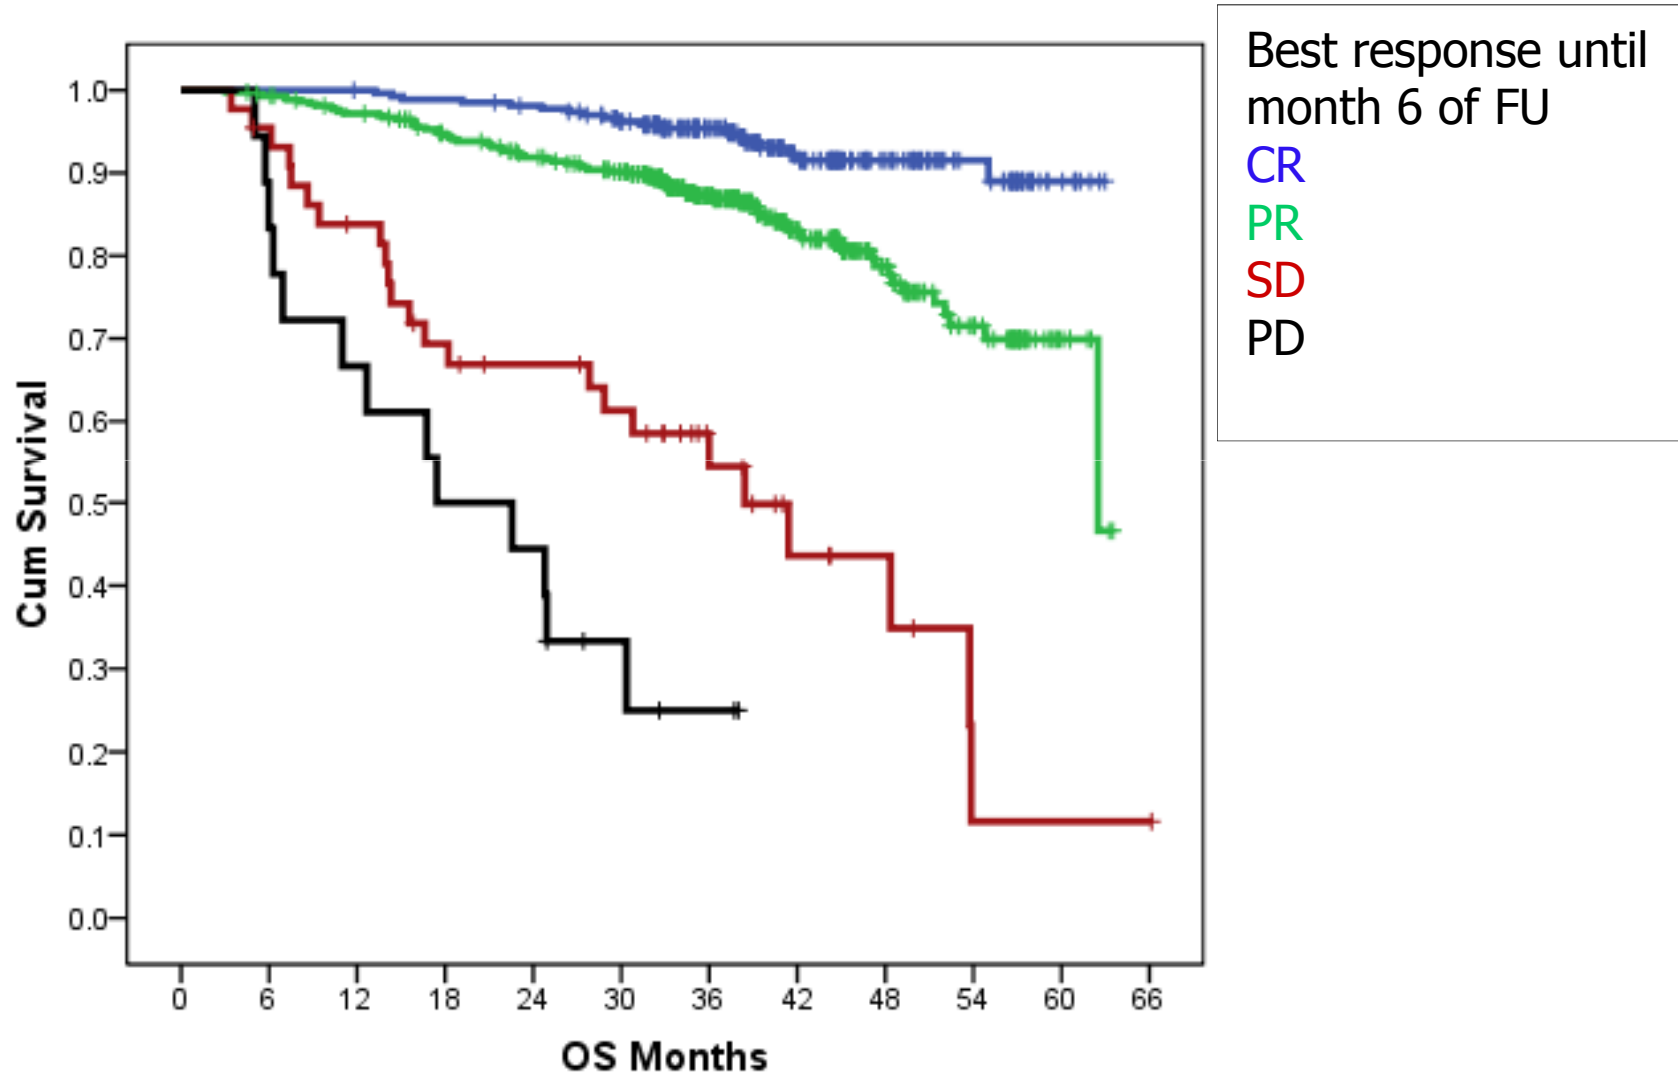 Best response until
month 6 of FU
CR
PR
SD
PD
Cum Survival
1.0
0.9
0.8
0.7
0.6
0.5
0.4
0.3
0.2
0.1
0.0
0 6 12 18 24 30 36 42 48 54 60 66
OS Months